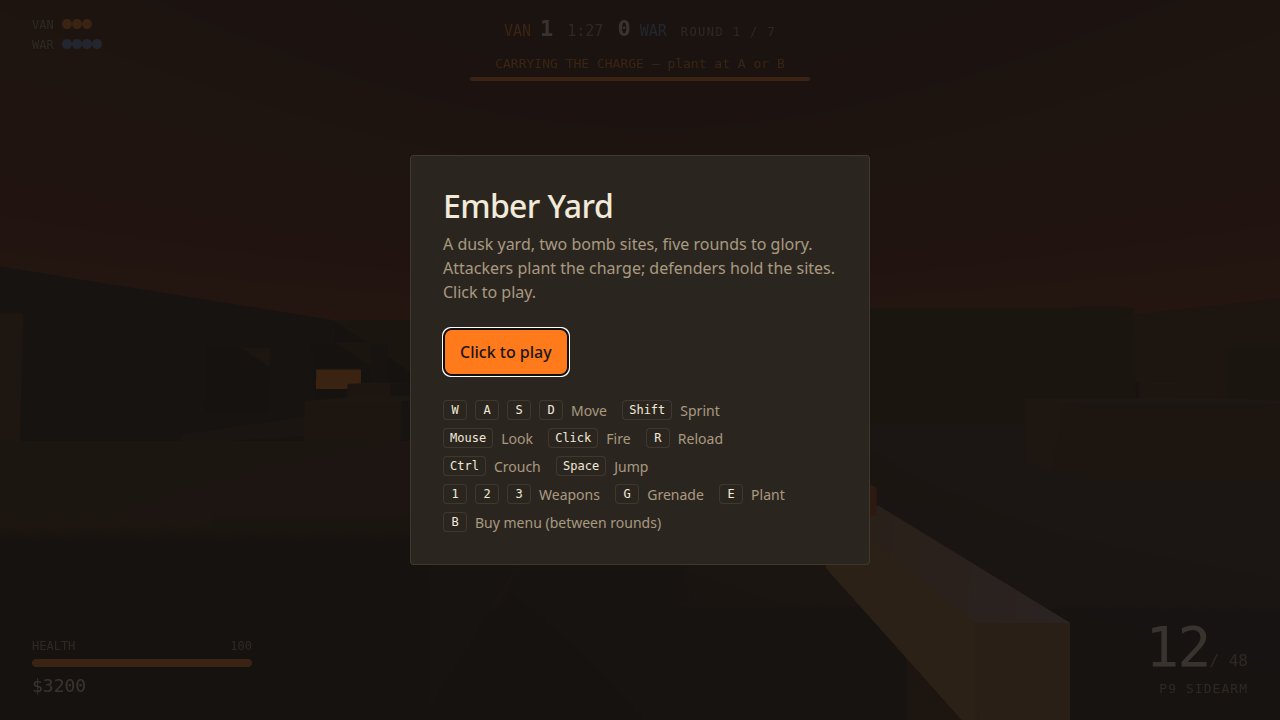 VAN
WAR
VAN 1 1:27 0 WAR ROUND 1 / 7
CARRYING THE CHARGE — plant at A or B
Ember Yard
A dusk yard, two bomb sites, five rounds to glory.
Attackers plant the charge; defenders hold the sites.
Click to play.
Click to play
W A S D Move Shift Sprint
Mouse Look Click Fire R Reload
Ctrl Crouch Space Jump
1 2 3 Weapons G Grenade E Plant
B Buy menu (between rounds)
HEALTH 100
$3200
12 / 48
P9 SIDEARM